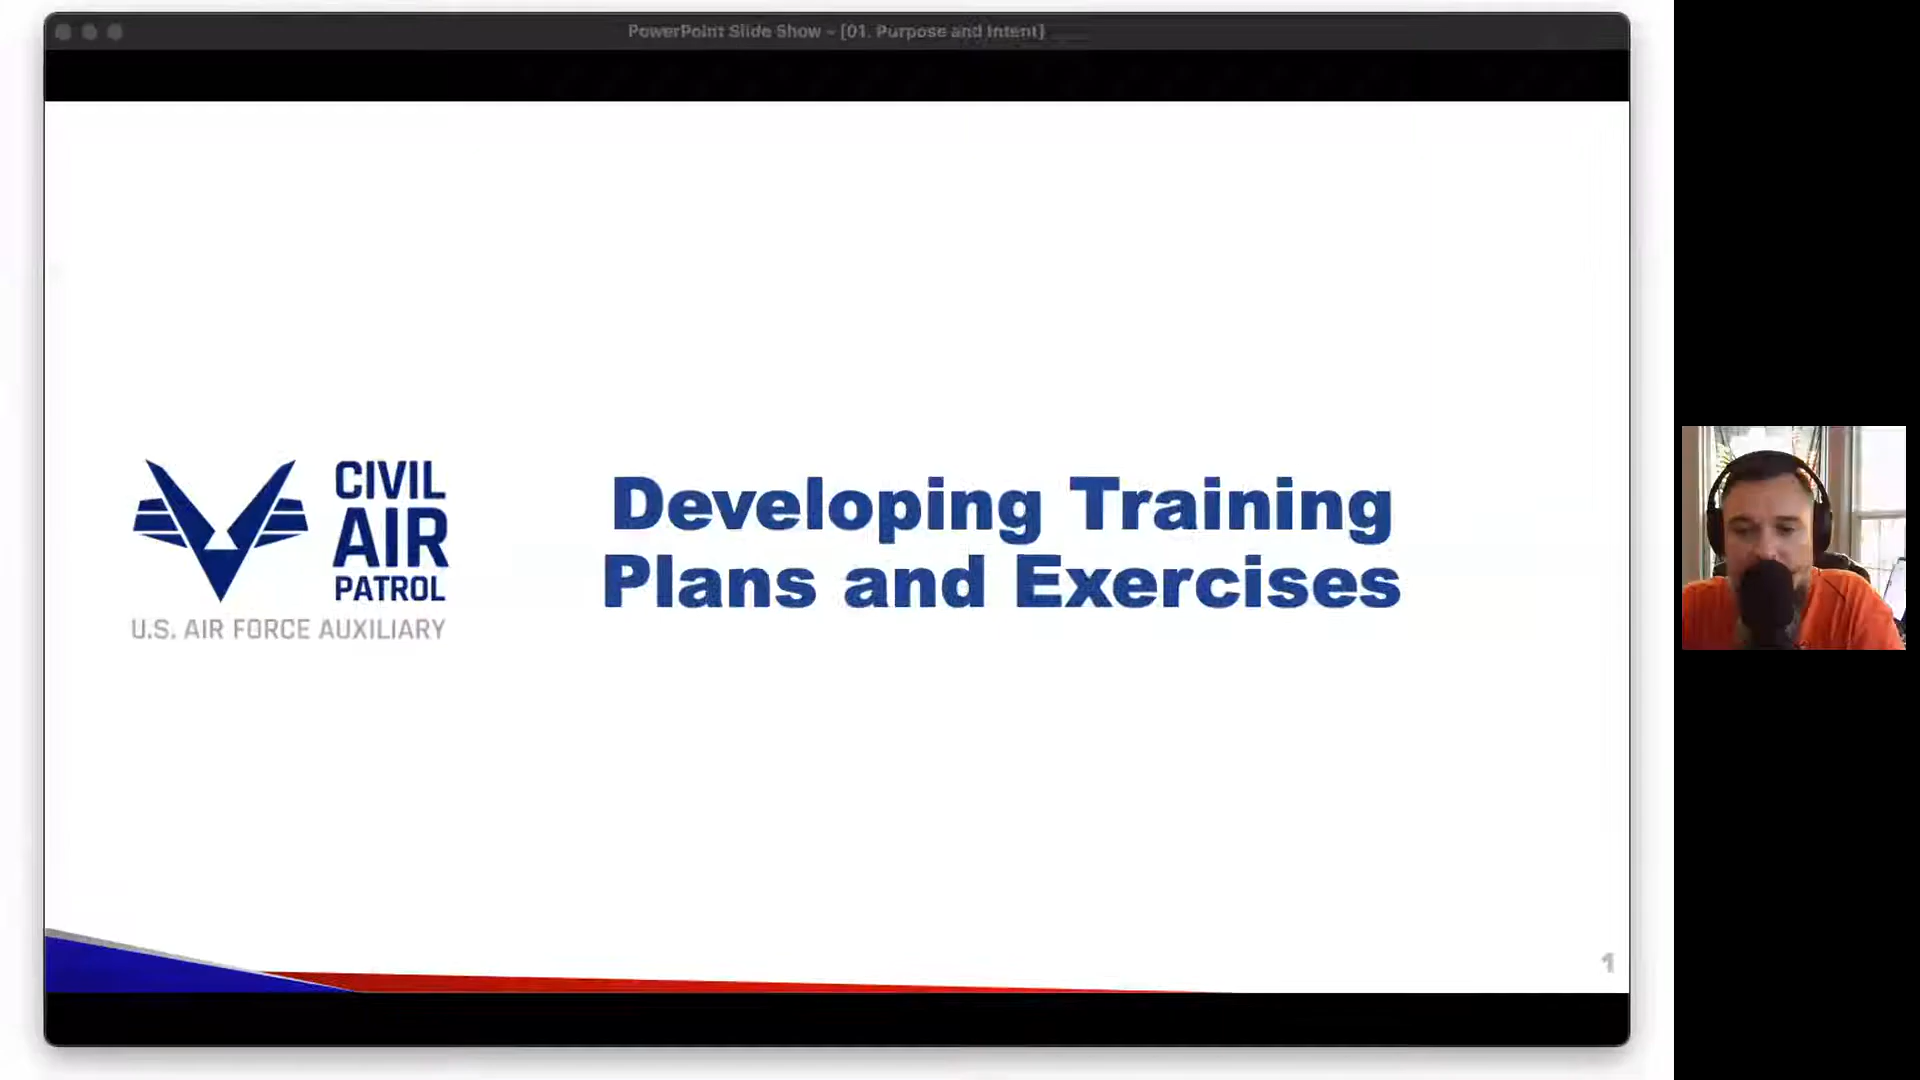 PowerPoint Slide Show - [01. Purpose and Intent]
CIVIL
AIR
PATROL
U.S. AIR FORCE AUXILIARY
Developing Training
Plans and Exercises
1